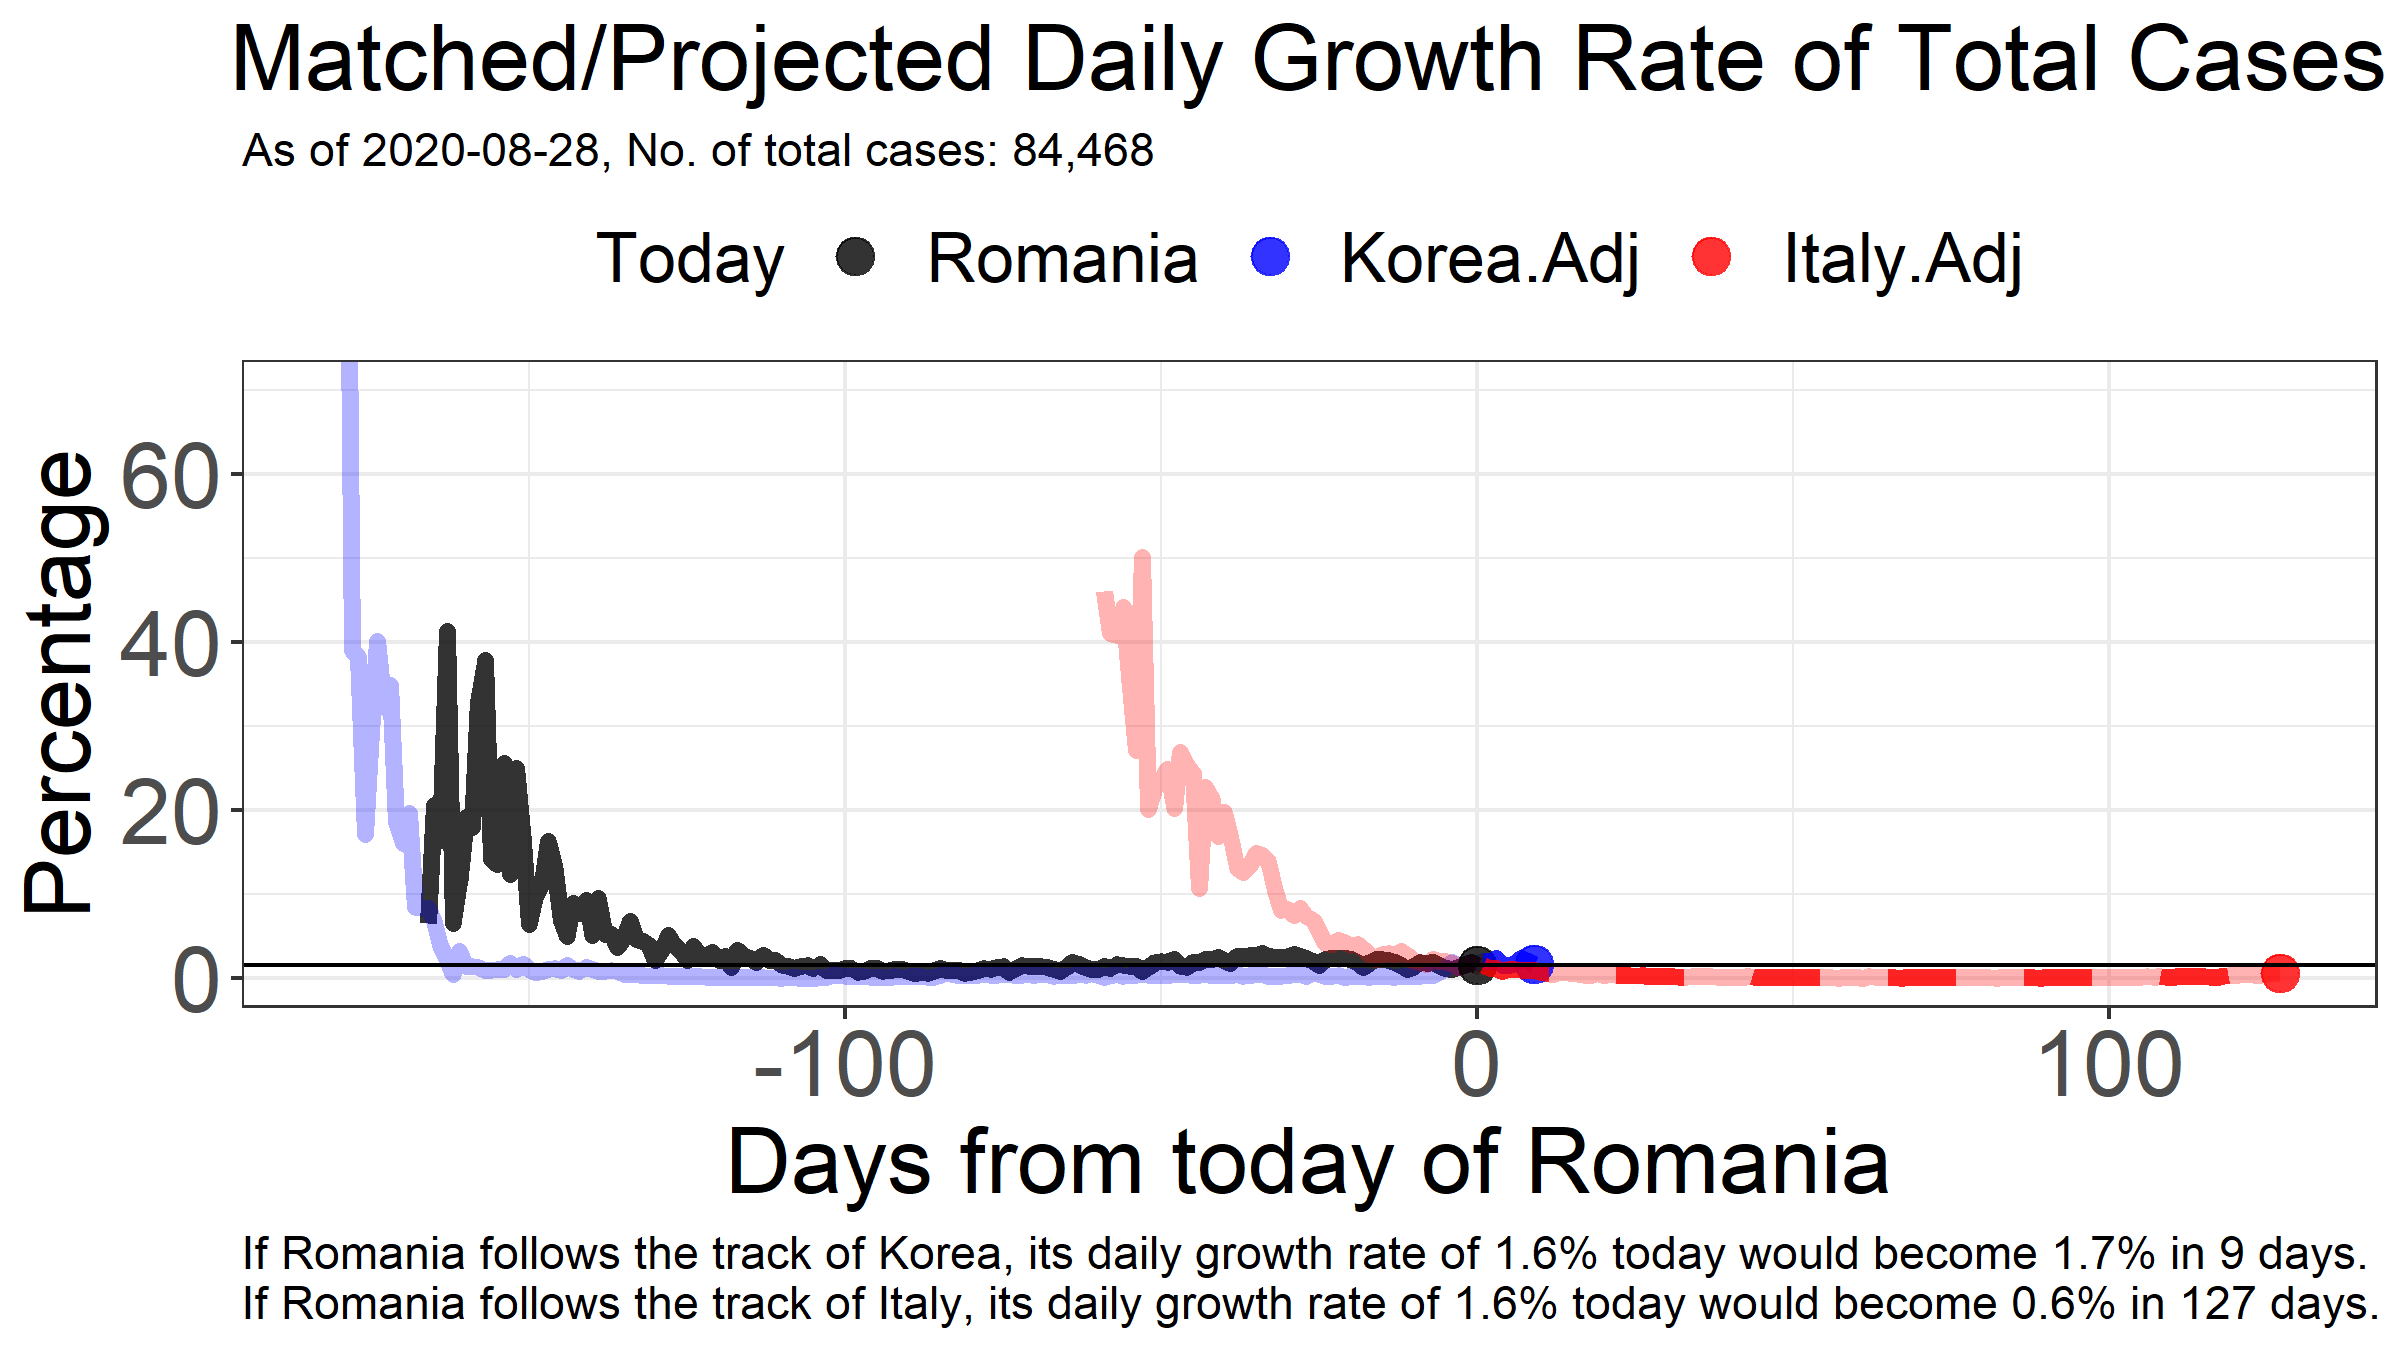 Matched/Projected Daily Growth Rate of Total Cases
As of 2020-08-28, No. of total cases: 84,468
Today Romania Korea.Adj Italy.Adj
Percentage
60
40
20
0
-100 0 100
Days from today of Romania
If Romania follows the track of Korea, its daily growth rate of 1.6% today would become 1.7% in 9 days.
If Romania follows the track of Italy, its daily growth rate of 1.6% today would become 0.6% in 127 days.